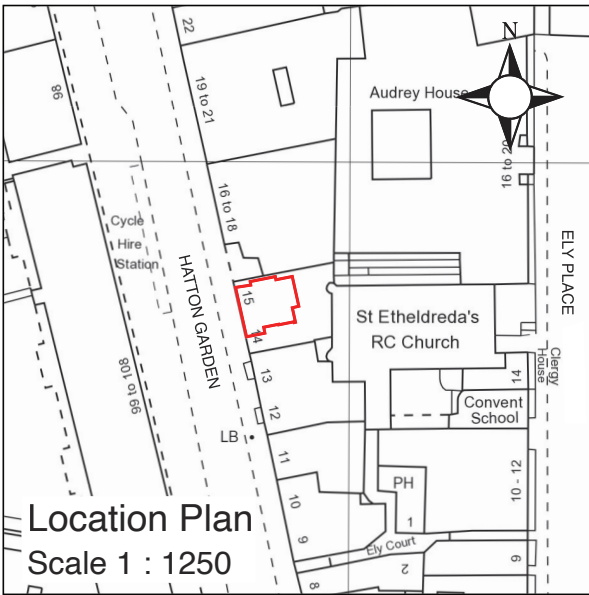 22
N
98
19 to 21
Audrey House
16 to 20
16 to 18
Cycle
Hire
Station
HATTON GARDEN
ELY PLACE
15
14
St Etheldreda's
RC Church
Clergy
House
14
99 to 108
13
12
Convent
School
LB
11
PH
10 - 12
10
1
9
Ely Court
9
2
8
Location Plan
Scale 1 : 1250